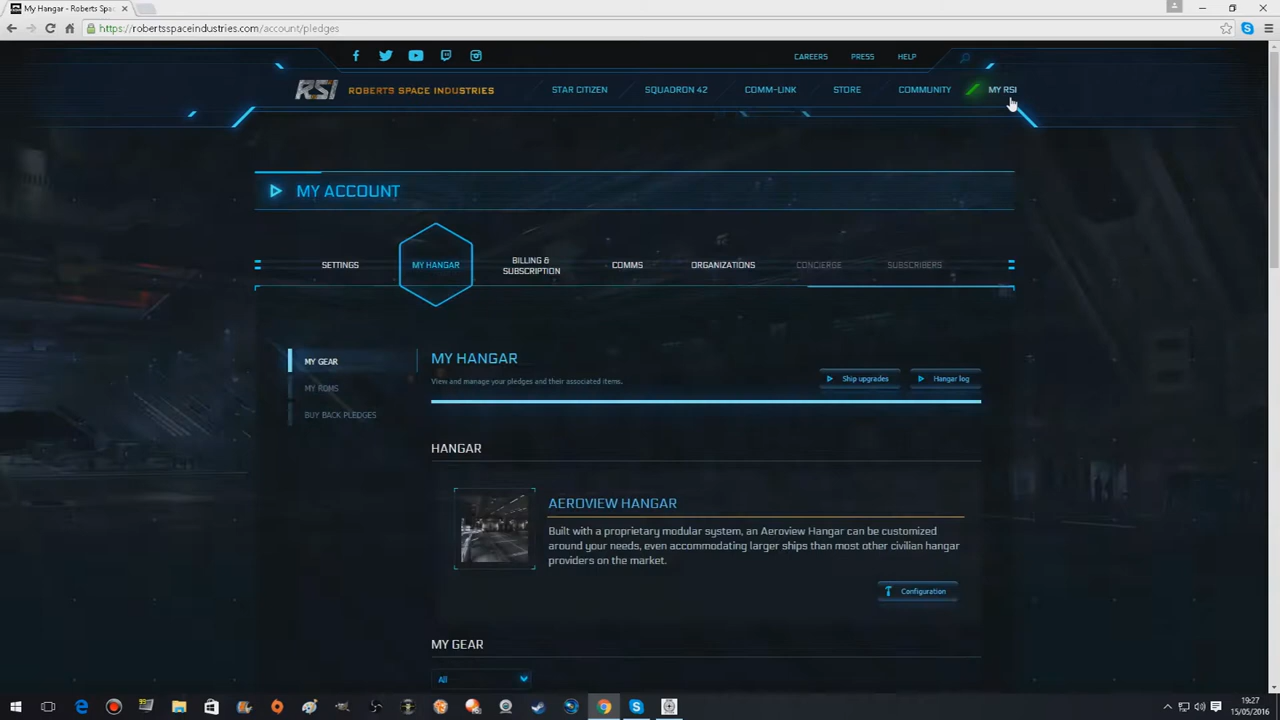 My Hangar - Roberts Spac
https://robertsspaceindustries.com/account/pledges
CAREERS PRESS HELP
RSI ROBERTS SPACE INDUSTRIES STAR CITIZEN SQUADRON 42 COMM-LINK STORE COMMUNITY MY RSI
MY ACCOUNT
SETTINGS MY HANGAR BILLING & SUBSCRIPTION COMMS ORGANIZATIONS CONCIERGE SUBSCRIBERS
MY GEAR
MY ROMS
BUY BACK PLEDGES
MY HANGAR
View and manage your pledges and their associated items.
Ship upgrades Hangar log
HANGAR
AEROVIEW HANGAR
Built with a proprietary modular system, an Aeroview Hangar can be customized
around your needs, even accommodating larger ships than most other civilian hangar
providers on the market.
Configuration
MY GEAR
All
19:27
15/05/2016